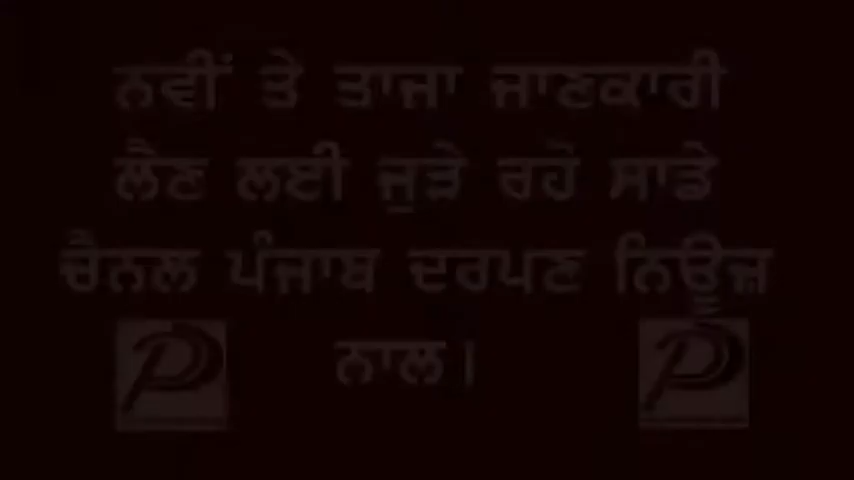 ਨਵੀਂ ਤੇ ਤਾਜਾ ਜਾਣਕਾਰੀ
ਲੈਣ ਲਈ ਜੁੜੇ ਰਹੋ ਸਾਡੇ
ਚੈਨਲ ਪੰਜਾਬ ਦਰਪਣ ਨਿਊਜ਼
ਨਾਲ।